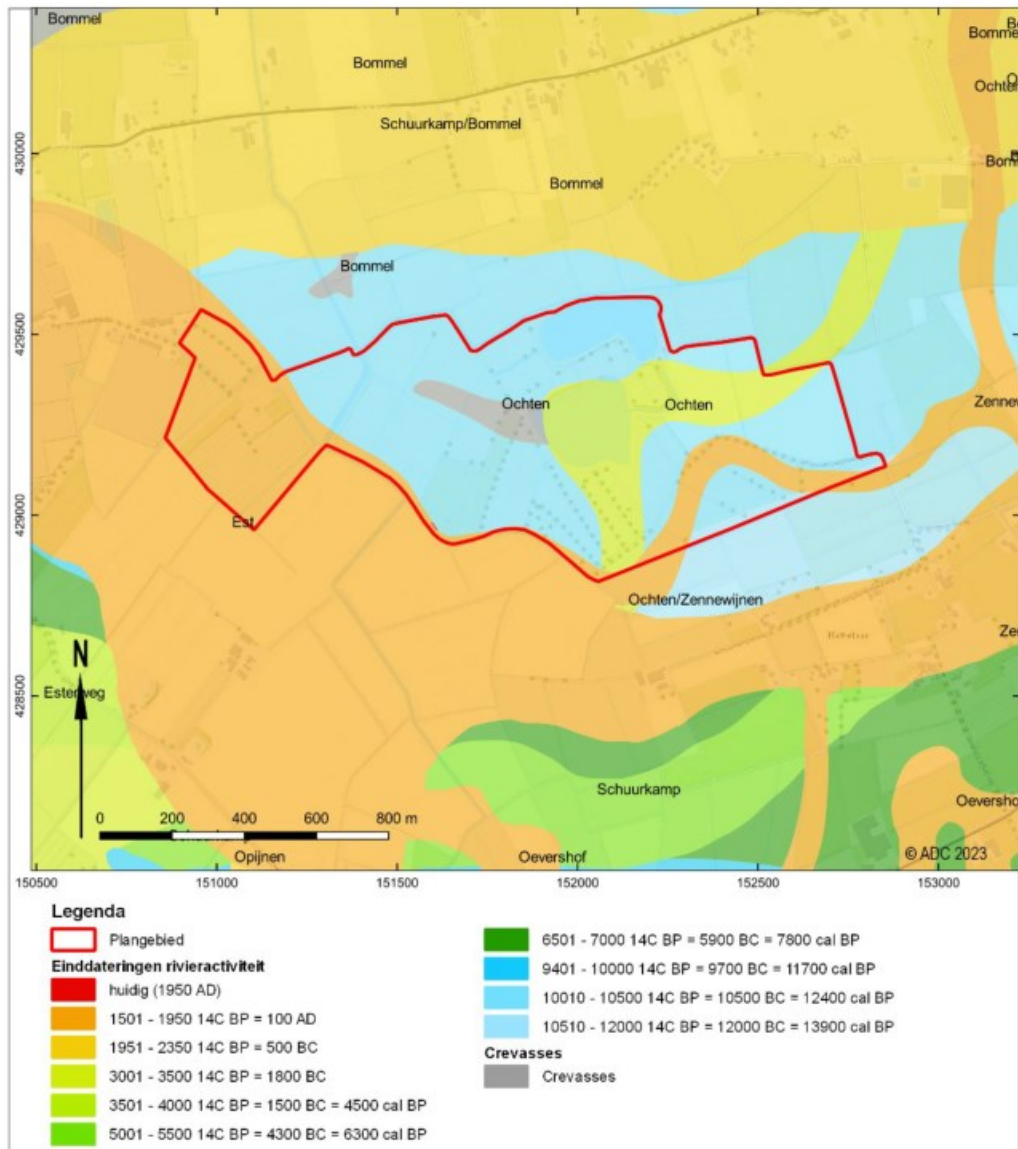 Bommel
Bommel
Bommel
Schuurkamp/Bommel
Ochten
430000
Bommel
Bommel
429500
Ochten
Ochten
429000
Est
Ochten/Zennewijnen
428500
N
Esterweg
Schuurkamp
0 200 400 600 800 m
Opijnen
Oevershof
© ADC 2023
150500 151000 151500 152000 152500 153000
Legenda
Plangebied
Einddateringen rivieractiviteit
huidig (1950 AD)
1501 - 1950 14C BP = 100 AD
1951 - 2350 14C BP = 500 BC
3001 - 3500 14C BP = 1800 BC
3501 - 4000 14C BP = 1500 BC = 4500 cal BP
5001 - 5500 14C BP = 4300 BC = 6300 cal BP
6501 - 7000 14C BP = 5900 BC = 7800 cal BP
9401 - 10000 14C BP = 9700 BC = 11700 cal BP
10010 - 10500 14C BP = 10500 BC = 12400 cal BP
10510 - 12000 14C BP = 12000 BC = 13900 cal BP
Crevasses
Crevasses